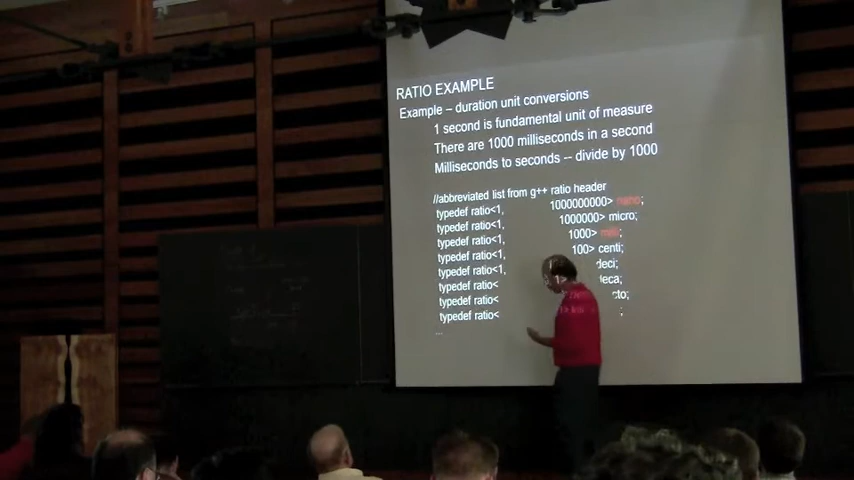 RATIO EXAMPLE
Example – duration unit conversions
1 second is fundamental unit of measure
There are 1000 milliseconds in a second
Milliseconds to seconds -- divide by 1000
//abbreviated list from g++ ratio header
typedef ratio<1, 1000000000> nano;
typedef ratio<1, 1000000> micro;
typedef ratio<1, 1000> milli;
typedef ratio<1, 100> centi;
typedef ratio<1, deci;
typedef ratio< deca;
typedef ratio< cto;
typedef ratio< ;
...